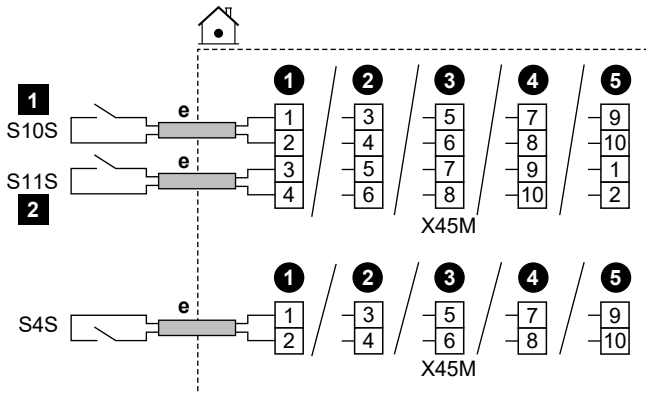 1 2 3 4 5
1 e 1 3 5 7 9
S10S 2 4 6 8 10
S11S e 3 5 7 9 1
2 4 6 8 10 2
X45M
1 2 3 4 5
S4S e 1 3 5 7 9
2 4 6 8 10
X45M